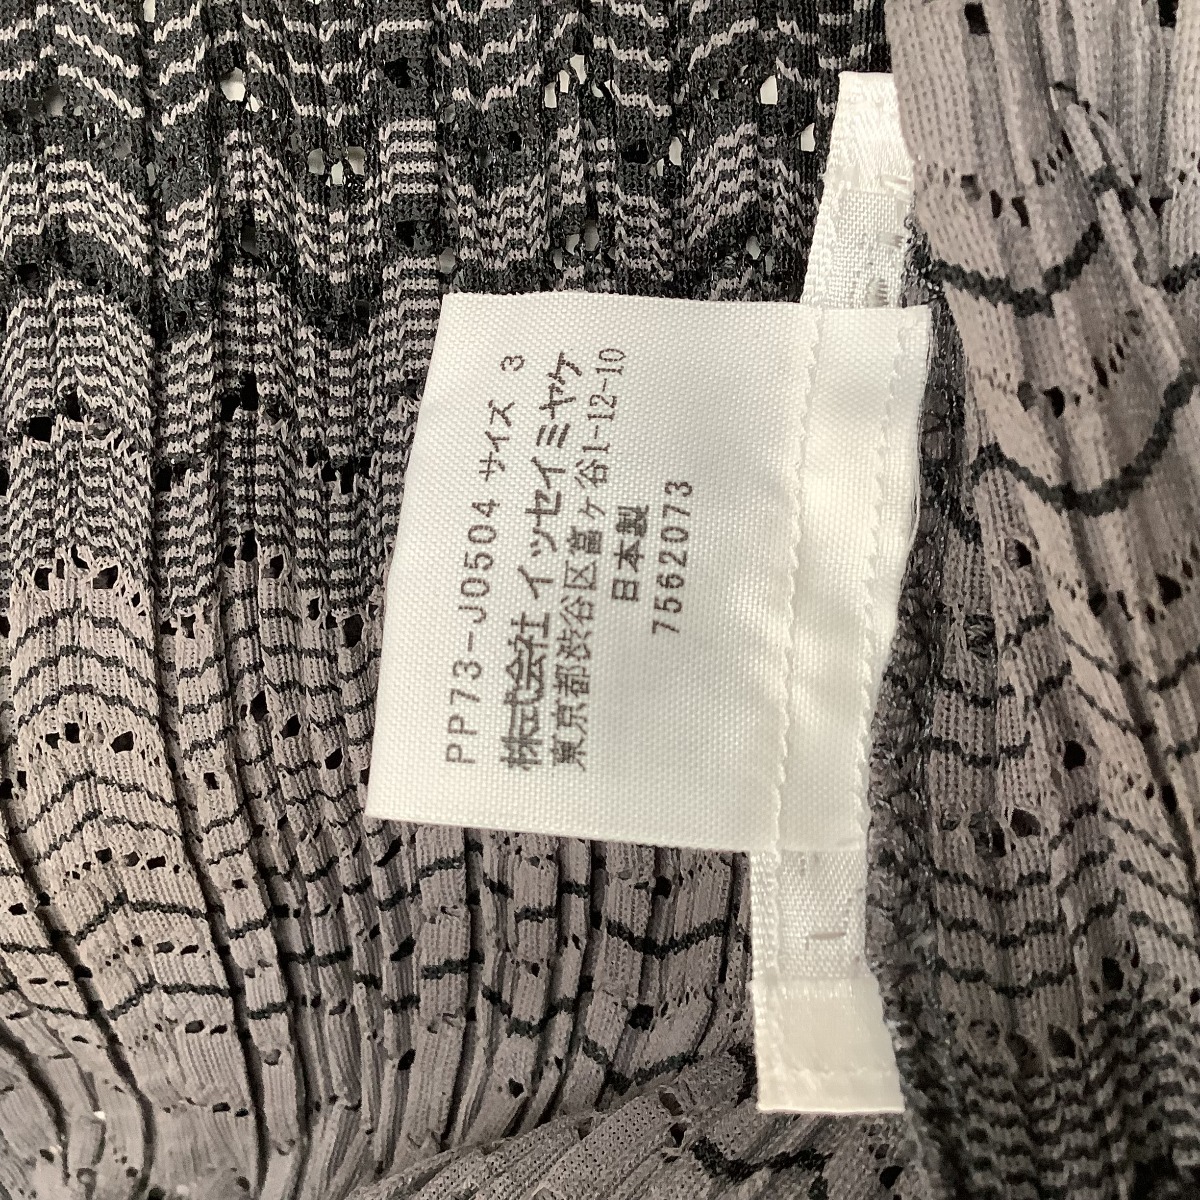 PP73-J0504 サイズ 3
株式会社 イッセイミヤケ
東京都渋谷区富ヶ谷1-12-10
日本製
7562073